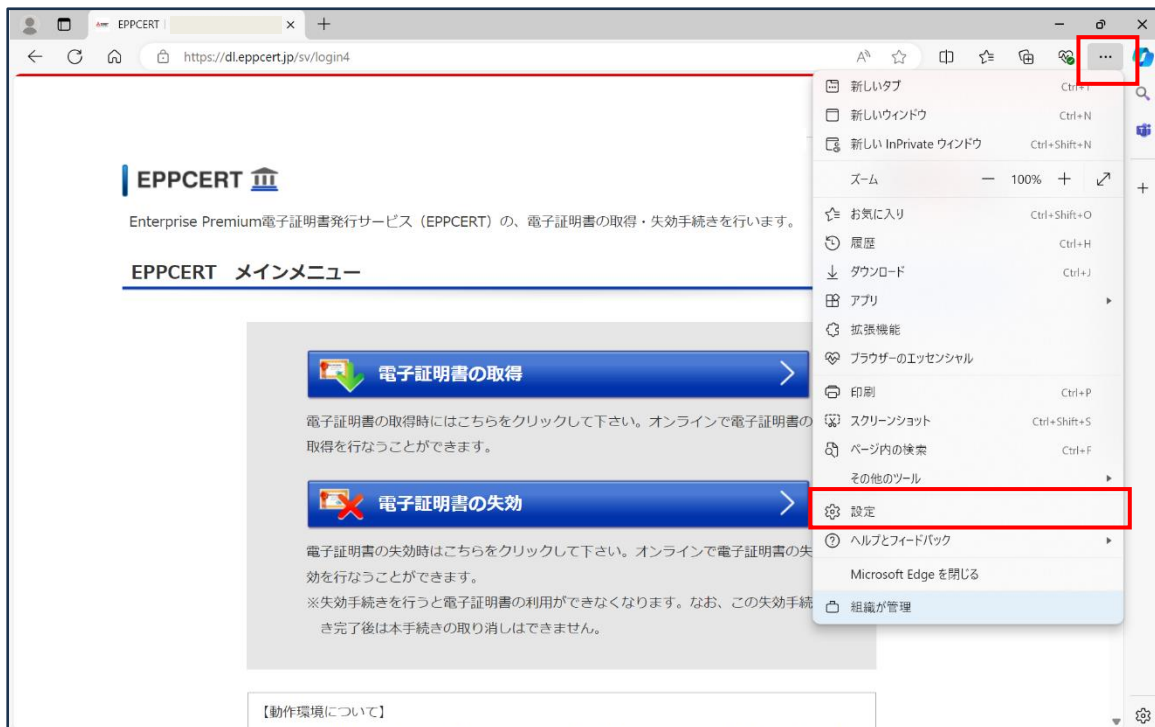 EPPCERT |
https://dl.eppcert.jp/sv/login4
新しいタブ Ctrl+T
新しいウィンドウ Ctrl+N
新しい InPrivate ウィンドウ Ctrl+Shift+N
ズーム 100%
お気に入り Ctrl+Shift+O
履歴 Ctrl+H
ダウンロード Ctrl+J
アプリ
拡張機能
ブラウザーのエッセンシャル
印刷 Ctrl+P
スクリーンショット Ctrl+Shift+S
ページ内の検索 Ctrl+F
その他のツール
設定
ヘルプとフィードバック
Microsoft Edge を閉じる
組織が管理
EPPCERT
Enterprise Premium電子証明書発行サービス（EPPCERT）の、電子証明書の取得・失効手続きを行います。
EPPCERT メインメニュー
電子証明書の取得
電子証明書の取得時にはこちらをクリックして下さい。オンラインで電子証明書の
取得を行なうことができます。
電子証明書の失効
電子証明書の失効時はこちらをクリックして下さい。オンラインで電子証明書の失
効を行なうことができます。
※失効手続きを行うと電子証明書の利用ができなくなります。なお、この失効手続
き完了後は本手続きの取り消しはできません。
【動作環境について】